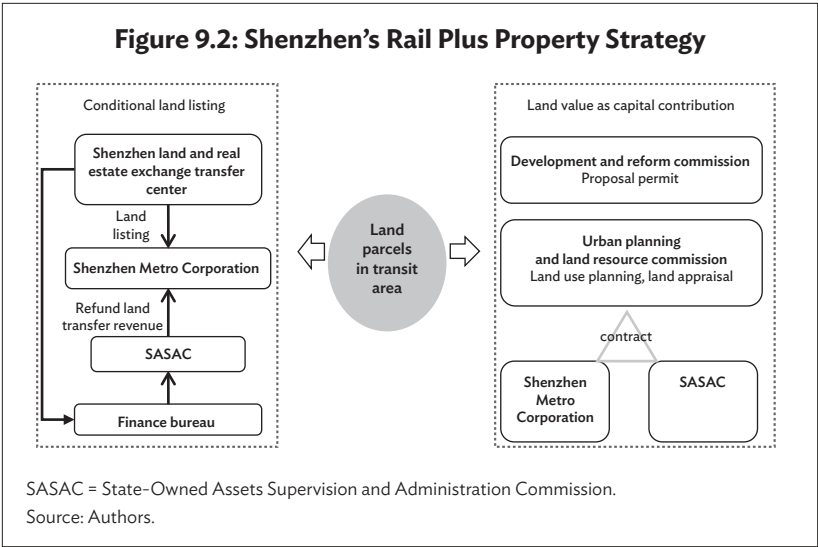 Figure 9.2: Shenzhen’s Rail Plus Property Strategy
Conditional land listing
Shenzhen land and real
estate exchange transfer
center
Land
listing
Shenzhen Metro Corporation
Refund land
transfer revenue
SASAC
Finance bureau
Land
parcels
in transit
area
Land value as capital contribution
Development and reform commission
Proposal permit
Urban planning
and land resource commission
Land use planning, land appraisal
contract
Shenzhen
Metro
Corporation
SASAC
SASAC = State-Owned Assets Supervision and Administration Commission.
Source: Authors.